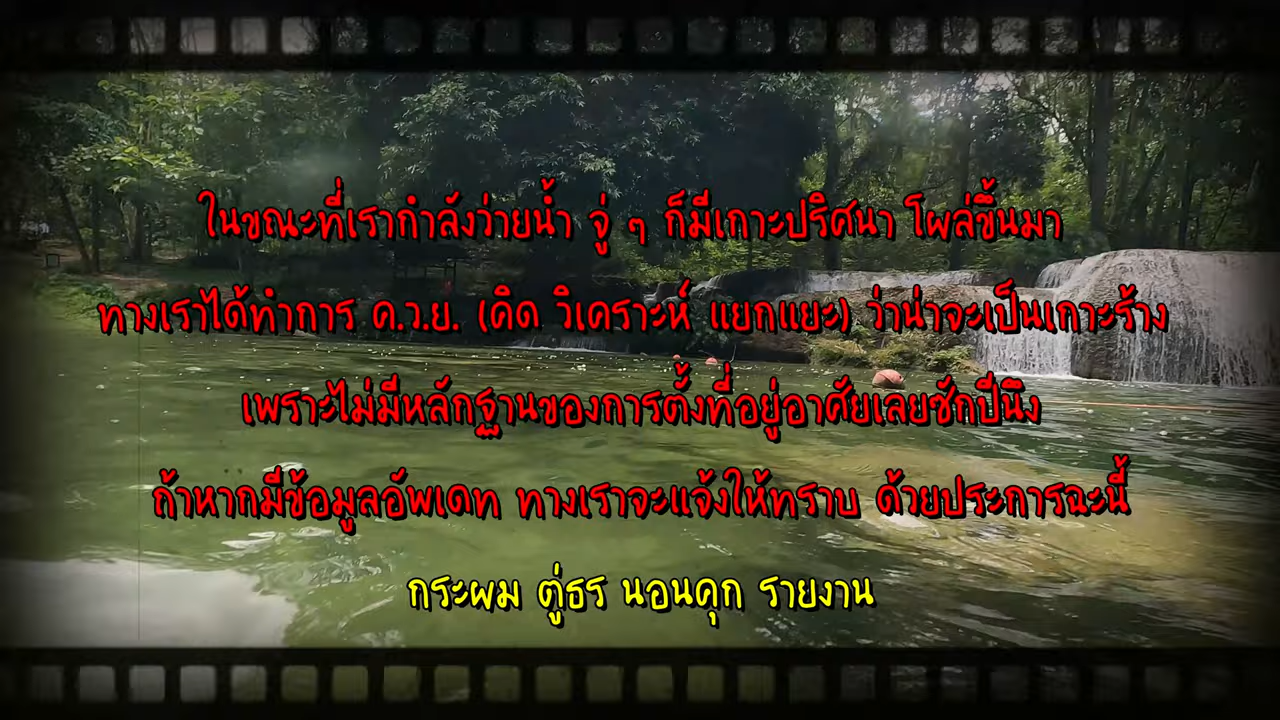 ในขณะที่เรากำลังว่ายน้ำ จู่ ๆ ก็มีเกาะปริศนา โผล่ขึ้นมา
ทางเราได้ทำการ ค.ว.ย. (คิด วิเคราะห์ แยกแยะ) ว่าน่าจะเป็นเกาะร้าง
เพราะไม่มีหลักฐานของการตั้งที่อยู่อาศัยเลยซักปีนึง
ถ้าหากมีข้อมูลอัพเดท ทางเราจะแจ้งให้ทราบ ด้วยประการฉะนี้
กระผม ตู่ธร นอนคุก รายงาน